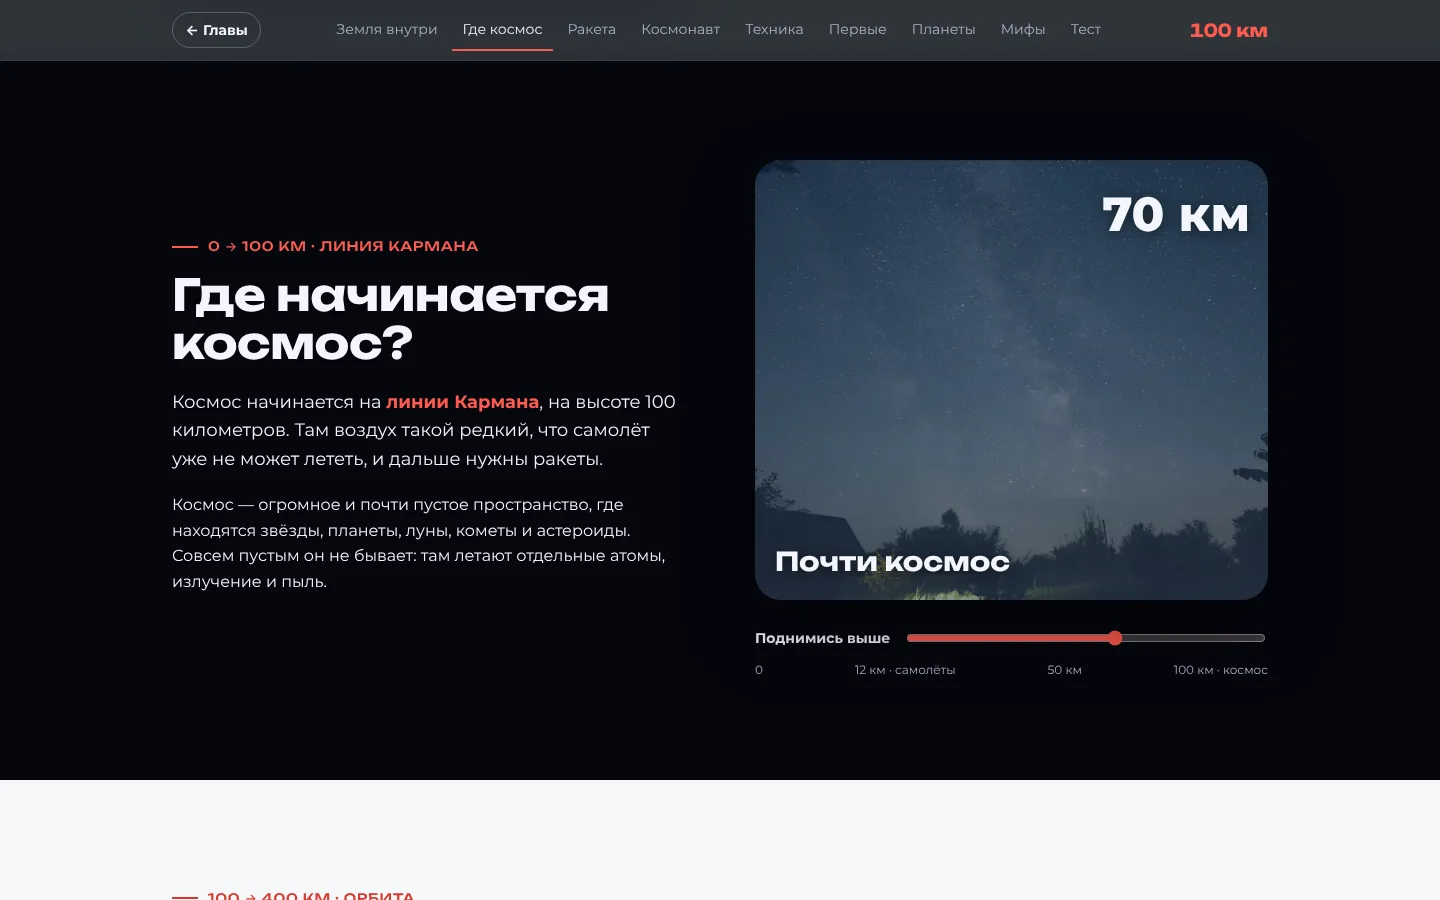 ← Главы
Земля внутри
Где космос
Ракета
Космонавт
Техника
Первые
Планеты
Мифы
Тест
100 км
0 → 100 КМ · ЛИНИЯ КАРМАНА
Где начинается
космос?
Космос начинается на линии Кармана, на высоте 100
километров. Там воздух такой редкий, что самолёт
уже не может лететь, и дальше нужны ракеты.
Космос — огромное и почти пустое пространство, где
находятся звёзды, планеты, луны, кометы и астероиды.
Совсем пустым он не бывает: там летают отдельные атомы,
излучение и пыль.
70 км
Почти космос
Поднимись выше
0
12 км · самолёты
50 км
100 км · космос
100 → 400 КМ · ОРБИТА